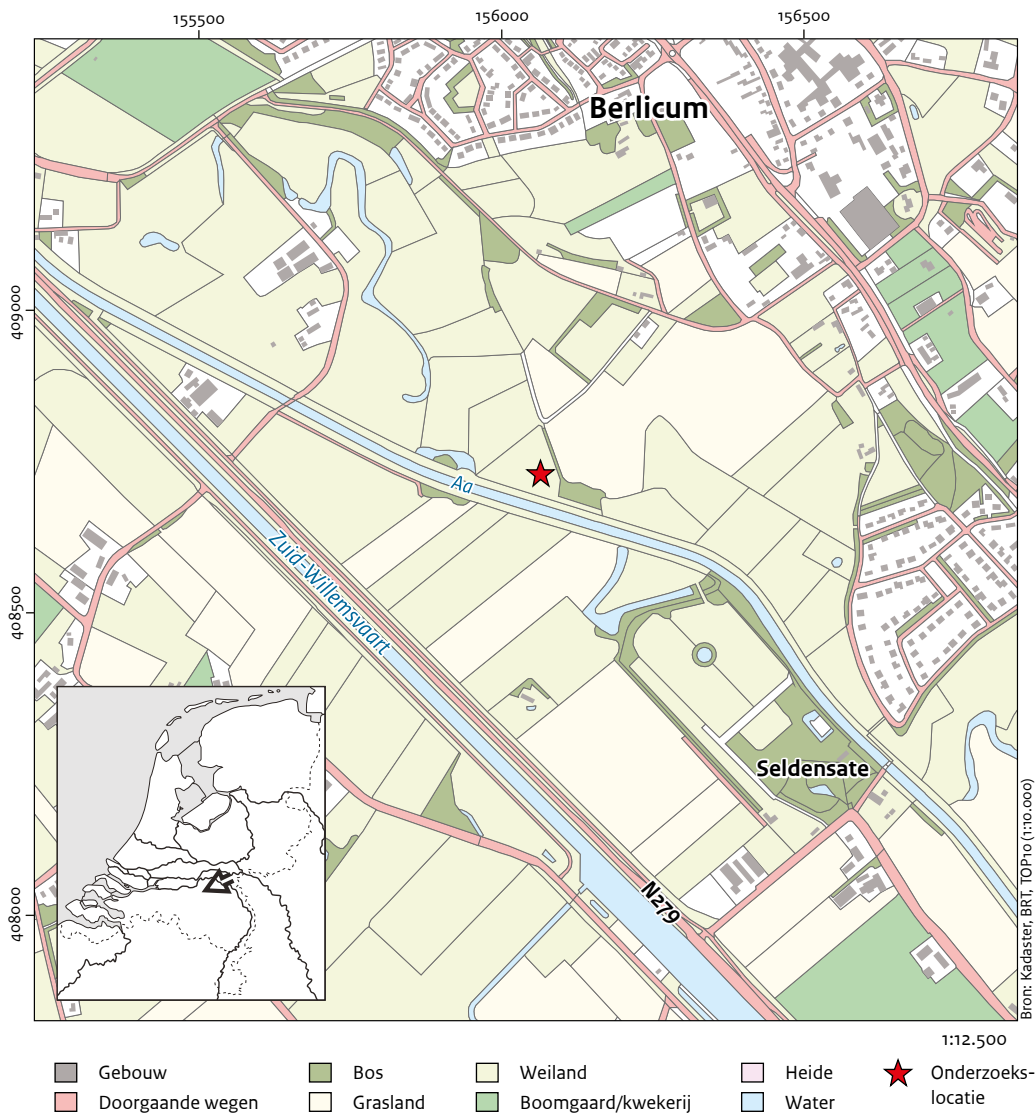 155500
156000
156500
Berlicum
409000
Aa
Zuid=Willemsvaart
408500
Seldensate
N279
408000
Bron: Kadaster, BRT, TOP10 (1:10.000)
1:12.500
Gebouw
Bos
Weiland
Heide
Onderzoeks-
locatie
Doorgaande wegen
Grasland
Boomgaard/kwekerij
Water